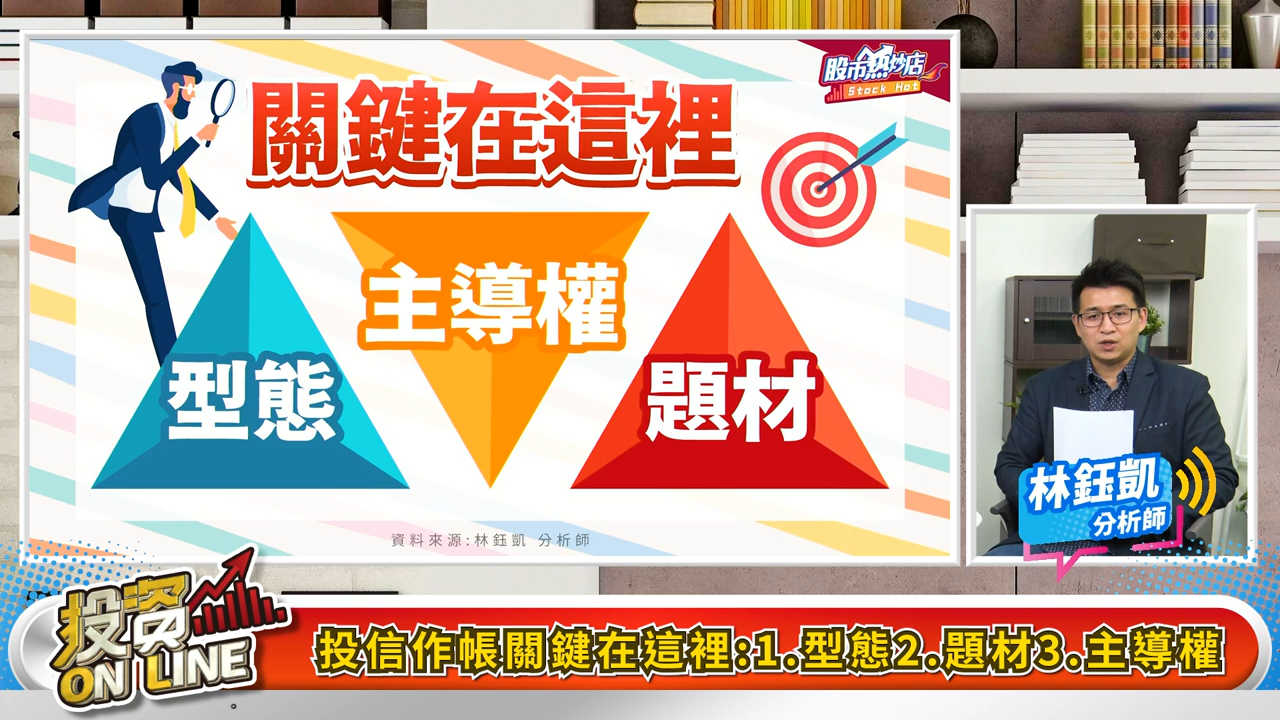 股市熱炒店
Stock Hot
關鍵在這裡
主導權
型態
題材
資料來源:林鈺凱 分析師
林鈺凱
分析師
投資
ON LINE
投信作帳關鍵在這裡:1.型態2.題材3.主導權